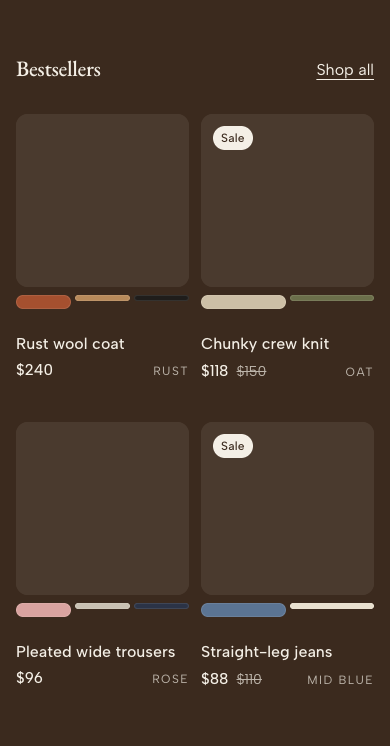 Bestsellers Shop all
Sale
Rust wool coat
$240 RUST
Chunky crew knit
$118 $150 OAT
Sale
Pleated wide trousers
$96 ROSE
Straight-leg jeans
$88 $110 MID BLUE